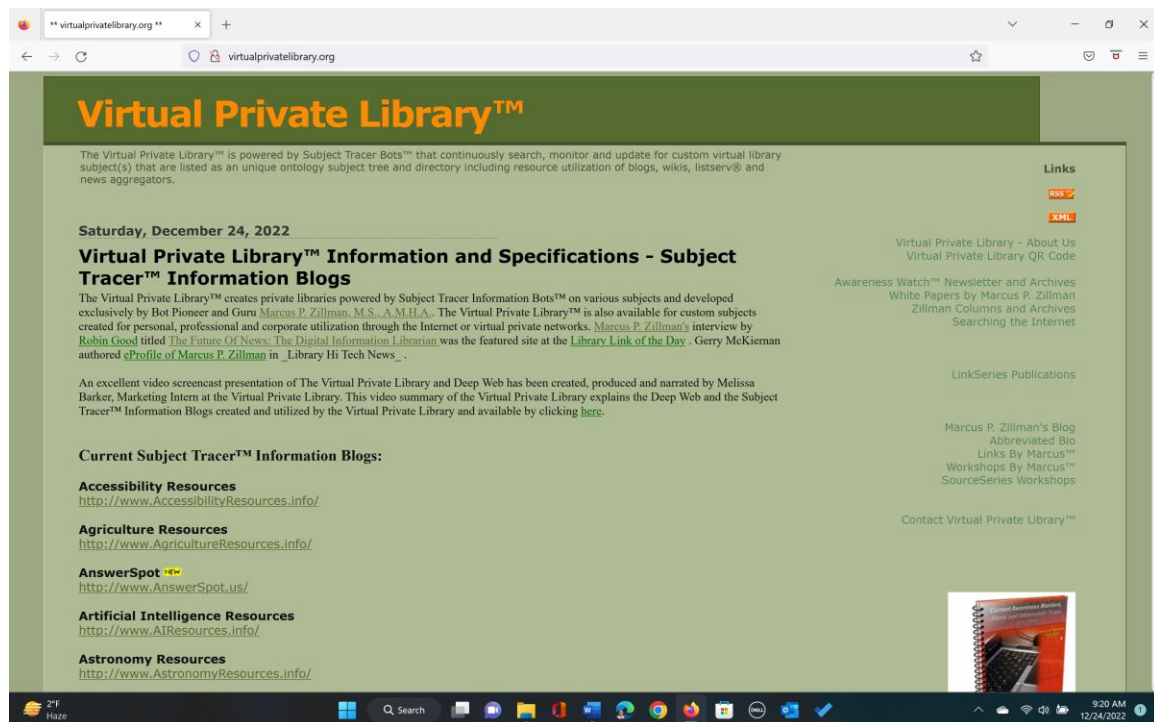 ** virtualprivatelibrary.org **
virtualprivatelibrary.org
Virtual Private Library™
The Virtual Private Library™ is powered by Subject Tracer Bots™ that continuously search, monitor and update for custom virtual library
subject(s) that are listed as an unique ontology subject tree and directory including resource utilization of blogs, wikis, listserv® and
news aggregators.
Saturday, December 24, 2022
Virtual Private Library™ Information and Specifications - Subject
Tracer™ Information Blogs
The Virtual Private Library™ creates private libraries powered by Subject Tracer Information Bots™ on various subjects and developed
exclusively by Bot Pioneer and Guru Marcus P. Zillman, M.S., A.M.H.A.. The Virtual Private Library™ is also available for custom subjects
created for personal, professional and corporate utilization through the Internet or virtual private networks. Marcus P. Zillman's interview by
Robin Good titled The Future Of News: The Digital Information Librarian was the featured site at the Library Link of the Day . Gerry McKiernan
authored eProfile of Marcus P. Zillman in _Library Hi Tech News_ .
An excellent video screencast presentation of The Virtual Private Library and Deep Web has been created, produced and narrated by Melissa
Barker, Marketing Intern at the Virtual Private Library. This video summary of the Virtual Private Library explains the Deep Web and the Subject
Tracer™ Information Blogs created and utilized by the Virtual Private Library and available by clicking here.
Current Subject Tracer™ Information Blogs:
Accessibility Resources
http://www.AccessibilityResources.info/
Agriculture Resources
http://www.AgricultureResources.info/
AnswerSpot NEW
http://www.AnswerSpot.us/
Artificial Intelligence Resources
http://www.AIResources.info/
Astronomy Resources
http://www.AstronomyResources.info/
Links
RSS
XML
Virtual Private Library - About Us
Virtual Private Library QR Code
Awareness Watch™ Newsletter and Archives
White Papers by Marcus P. Zillman
Zillman Columns and Archives
Searching the Internet
LinkSeries Publications
Marcus P. Zillman's Blog
Abbreviated Bio
Links By Marcus™
Workshops By Marcus™
SourceSeries Workshops
Contact Virtual Private Library™
Current Awareness Monitors,
2°F
Haze
Search
DELL
9:20 AM
12/24/2022
1